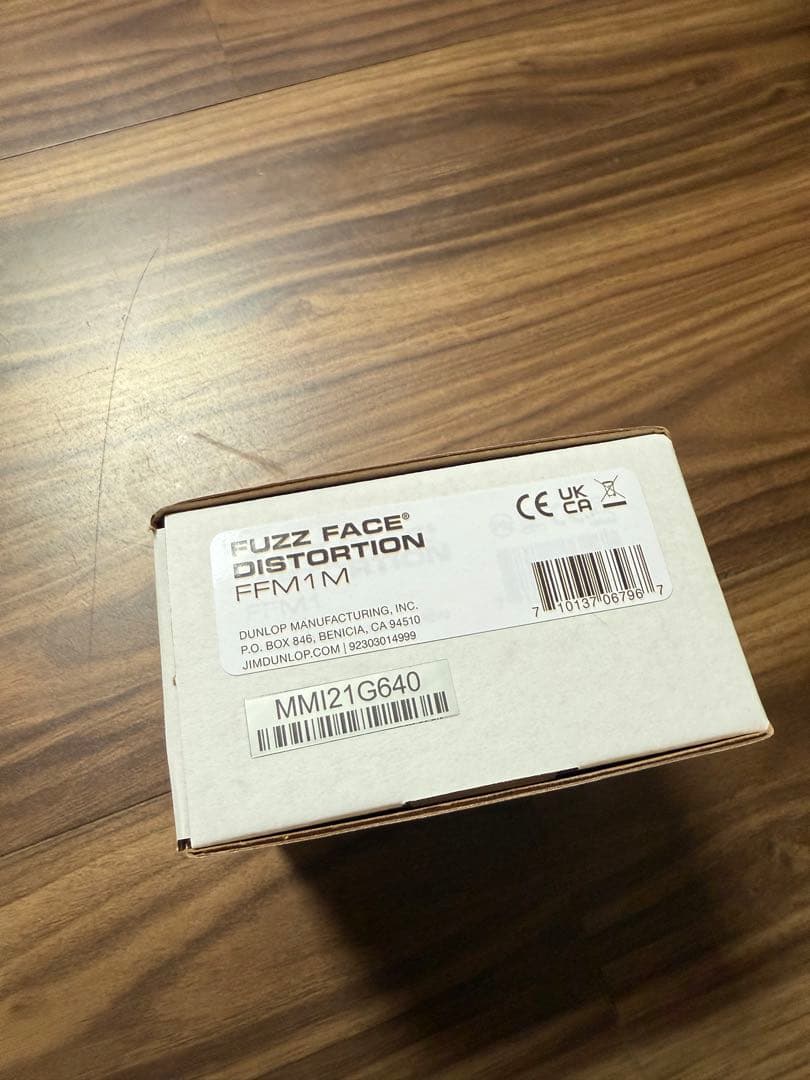 FUZZ FACE®
DISTORTION
FFM1M
DUNLOP MANUFACTURING, INC.
P.O. BOX 846, BENICIA, CA 94510
JIMDUNLOP.COM | 92303014999
CE UK
CA
7 10137 06796 7
MMI21G640